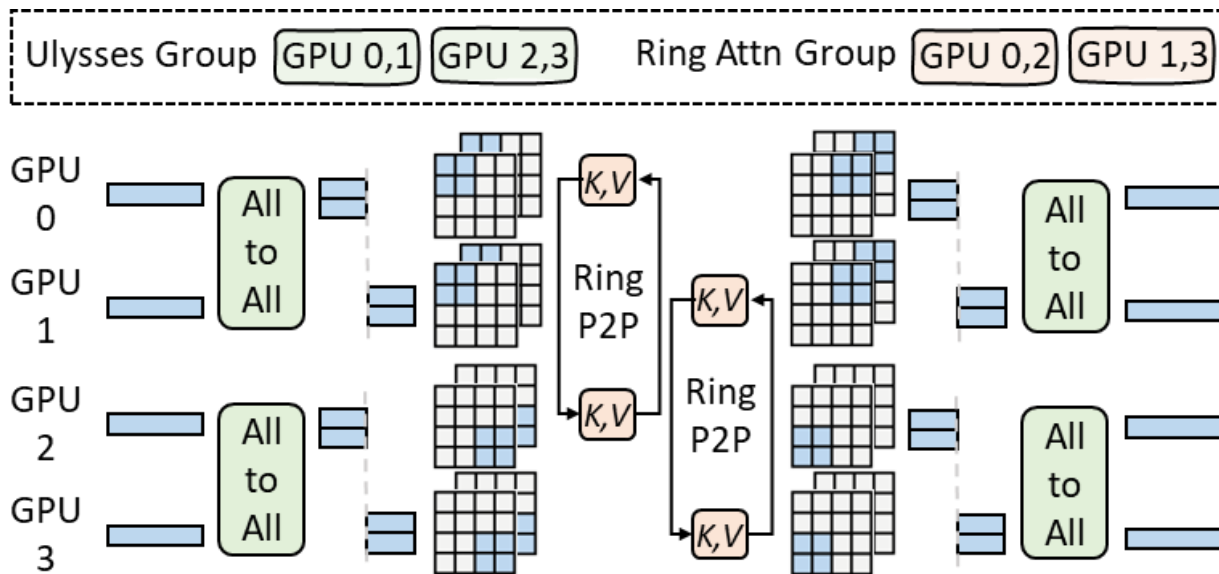 Ulysses Group GPU 0,1 GPU 2,3 Ring Attn Group GPU 0,2 GPU 1,3
GPU
0
GPU
1
All
to
All
K,V
Ring
P2P
K,V
K,V
Ring
P2P
K,V
All
to
All
GPU
2
GPU
3
All
to
All
All
to
All